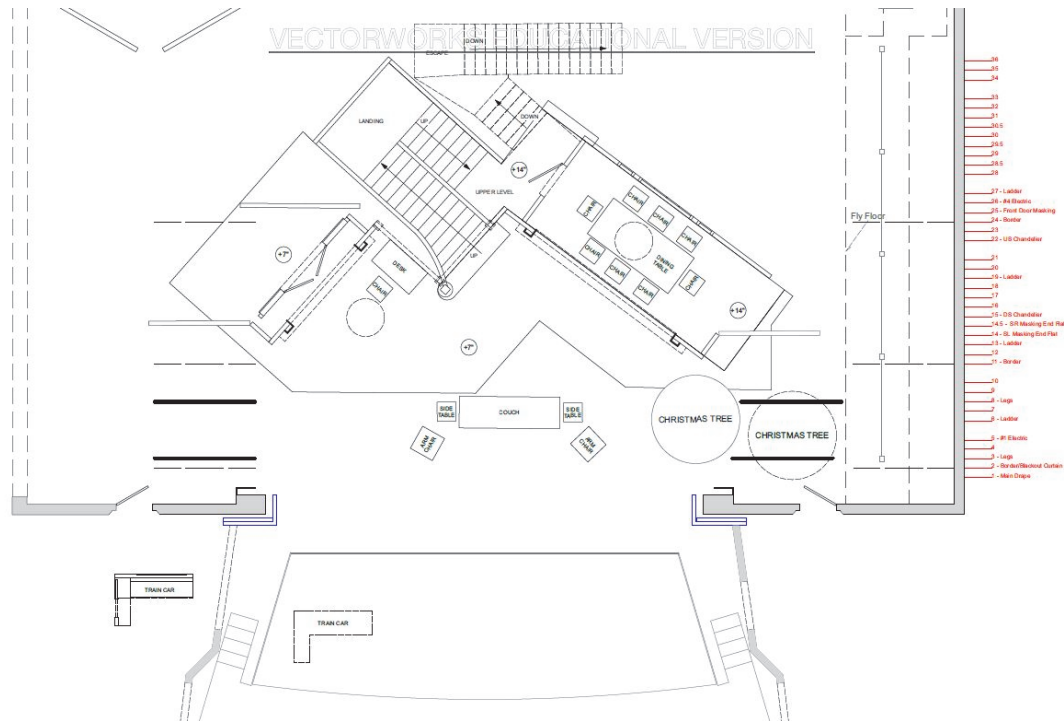 VECTORWORKS EDUCATIONAL VERSION
DOWN
ESCAPE
LANDING
UP
DOWN
+14"
UPPER LEVEL
CHAIR
CHAIR
CHAIR
CHAIR
DINING
TABLE
CHAIR
CHAIR
CHAIR
CHAIR
+14"
+7"
DESK
CHAIR
UP
+7"
Fly Floor
SIDE
TABLE
COUCH
SIDE
TABLE
ARM
CHAIR
ARM
CHAIR
CHRISTMAS TREE
CHRISTMAS TREE
TRAIN CAR
TRAIN CAR
36
35
34
33
32
31
30.5
30
29.5
29
28.5
28
27 - Ladder
26 - #4 Electric
25 - Front Door Masking
24 - Border
23
22 - US Chandelier
21
20
19 - Ladder
18
17
16
15 - DS Chandelier
14.5 - SR Masking End Flat
14 - SL Masking End Flat
13 - Ladder
12
11 - Border
10
9
8 - Legs
7
6 - Ladder
5 - #1 Electric
4
3 - Legs
2 - Border/Blackout Curtain
1 - Main Drape